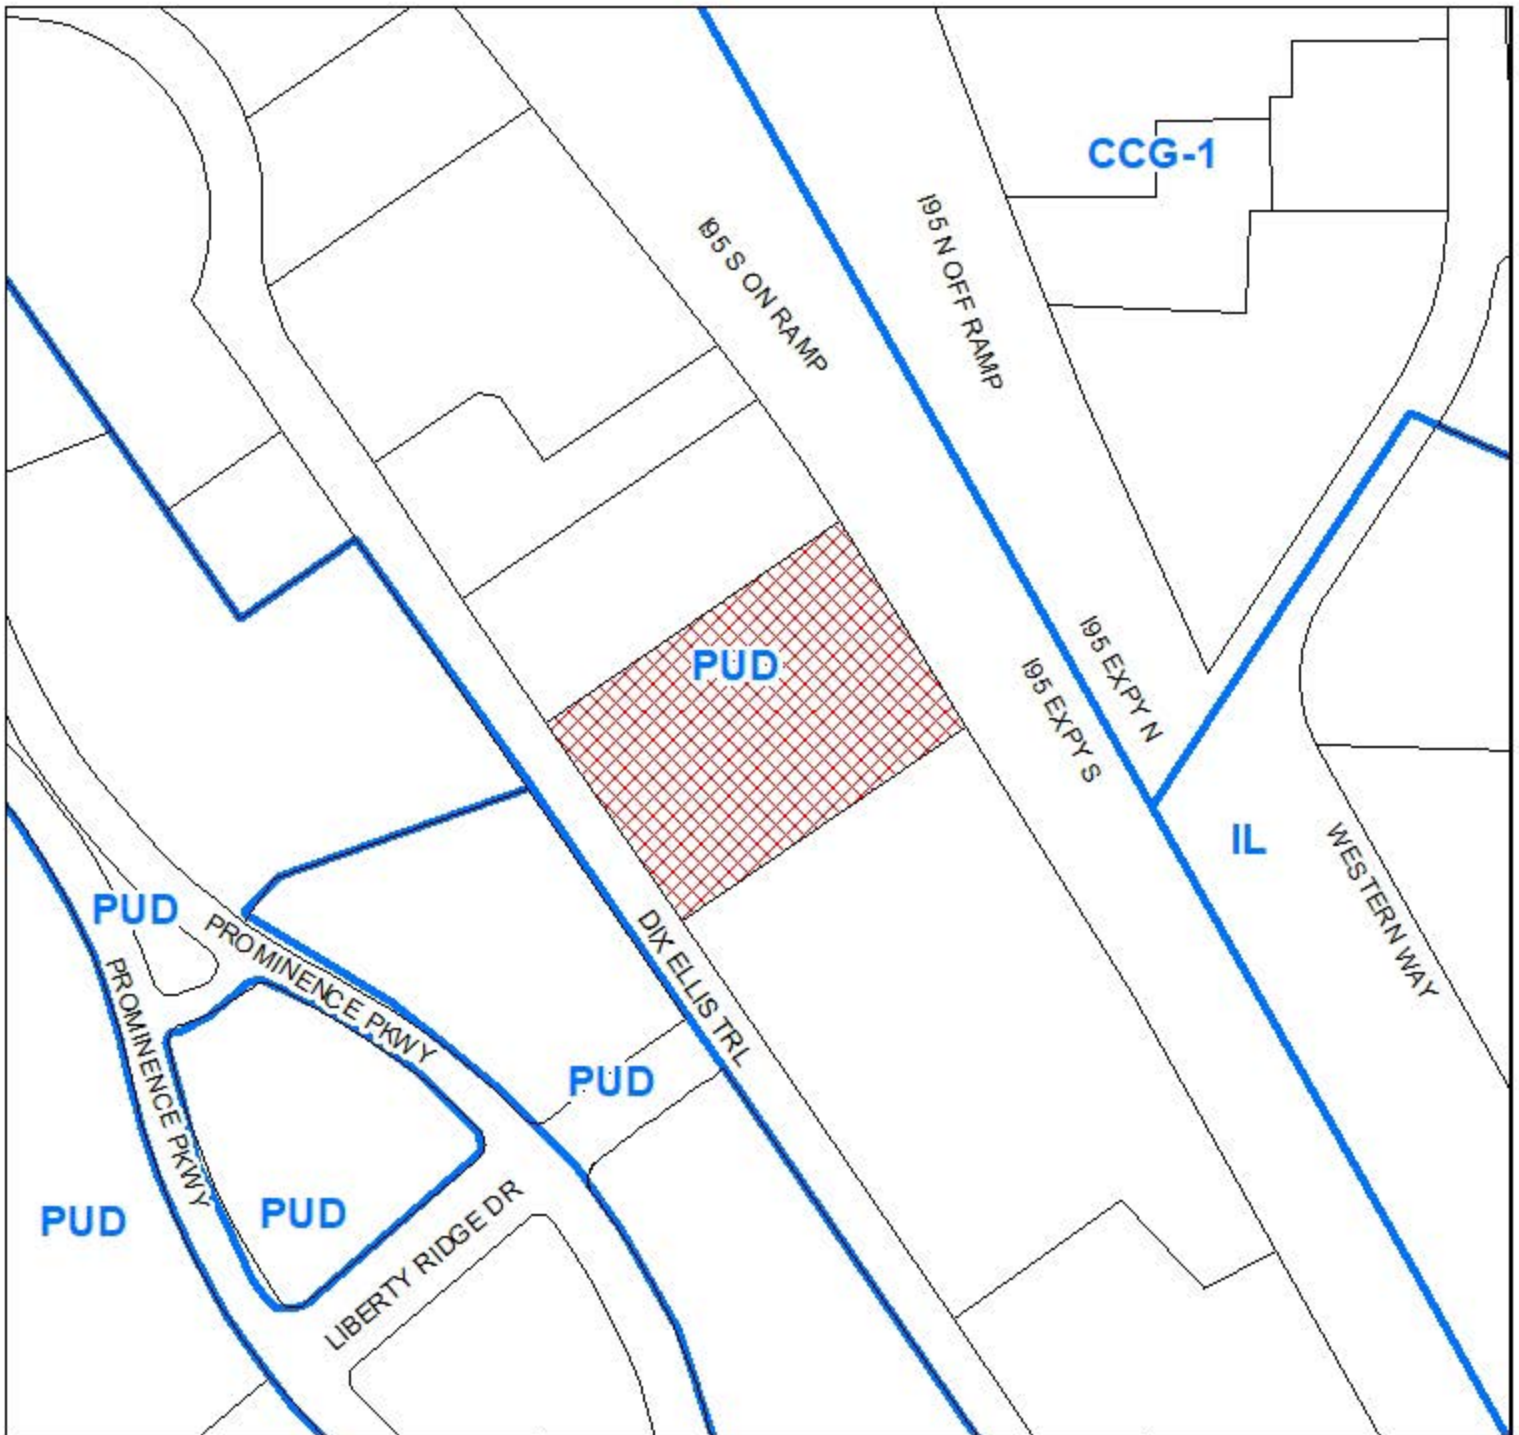 CCG-1
I95 S ON RAMP
I95 N OFF RAMP
PUD
I95 EXPY N
I95 EXPY S
IL
WESTERN WAY
PUD
PROMINENCE PKWY
DIX ELLIS TRL
PROMINENCE PKWY
PUD
PUD
PUD
LIBERTY RIDGE DR